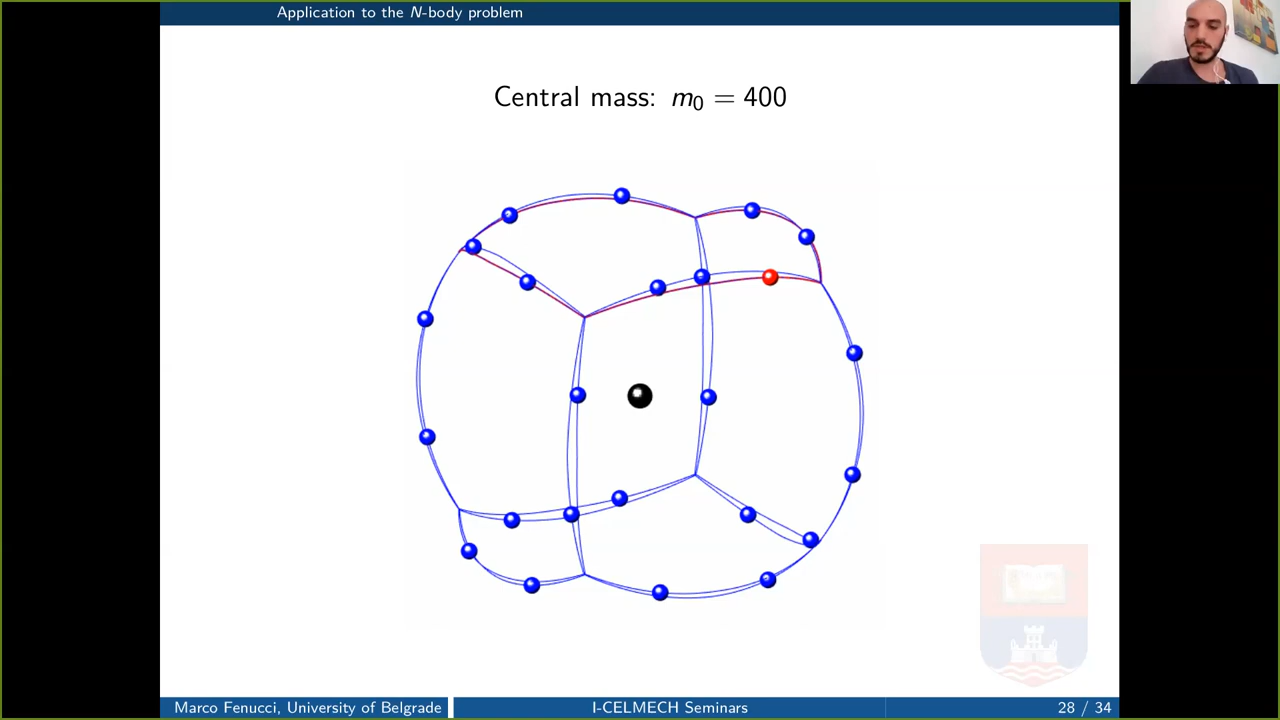 Application to the N-body problem
Central mass: m₀ = 400
Marco Fenucci, University of Belgrade
I-CELMECH Seminars
28 / 34